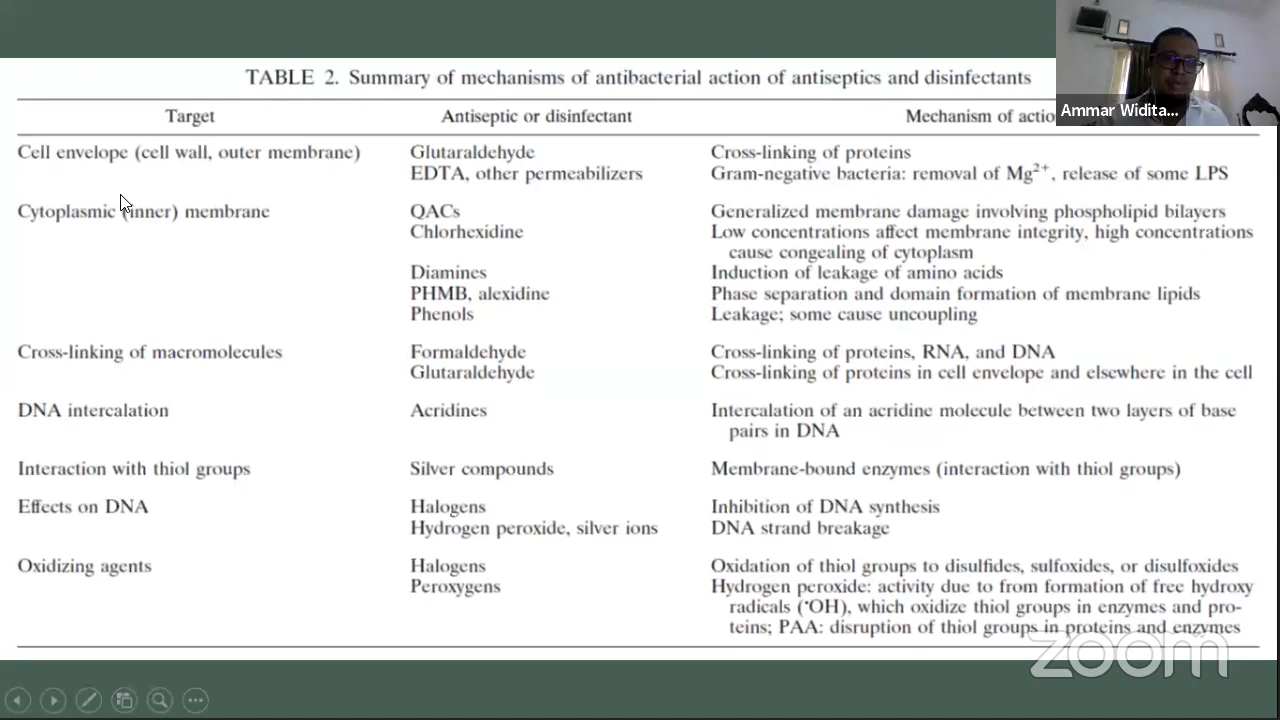 TABLE 2. Summary of mechanisms of antibacterial action of antiseptics and disinfectants
Target Antiseptic or disinfectant Mechanism of actio
Ammar Widita...
Cell envelope (cell wall, outer membrane) Glutaraldehyde Cross-linking of proteins
EDTA, other permeabilizers Gram-negative bacteria: removal of Mg²⁺, release of some LPS
Cytoplasmic (inner) membrane QACs Generalized membrane damage involving phospholipid bilayers
Chlorhexidine Low concentrations affect membrane integrity, high concentrations
cause congealing of cytoplasm
Diamines Induction of leakage of amino acids
PHMB, alexidine Phase separation and domain formation of membrane lipids
Phenols Leakage; some cause uncoupling
Cross-linking of macromolecules Formaldehyde Cross-linking of proteins, RNA, and DNA
Glutaraldehyde Cross-linking of proteins in cell envelope and elsewhere in the cell
DNA intercalation Acridines Intercalation of an acridine molecule between two layers of base
pairs in DNA
Interaction with thiol groups Silver compounds Membrane-bound enzymes (interaction with thiol groups)
Effects on DNA Halogens Inhibition of DNA synthesis
Hydrogen peroxide, silver ions DNA strand breakage
Oxidizing agents Halogens Oxidation of thiol groups to disulfides, sulfoxides, or disulfoxides
Peroxygens Hydrogen peroxide: activity due to from formation of free hydroxy
radicals (˙OH), which oxidize thiol groups in enzymes and pro-
teins; PAA: disruption of thiol groups in proteins and enzymes
zoom